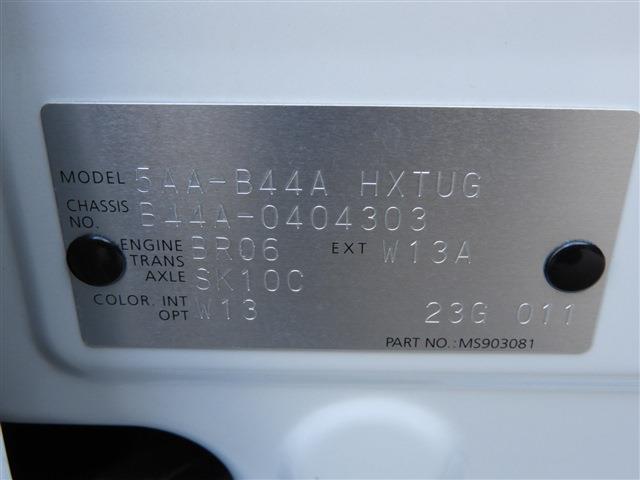 MODEL 5AA-B44A HXTUG
CHASSIS NO. B44A-0404303
ENGINE BR06 EXT W13A
TRANS AXLE SK10C
COLOR. INT
OPT W13 23G 011
PART NO.:MS903081